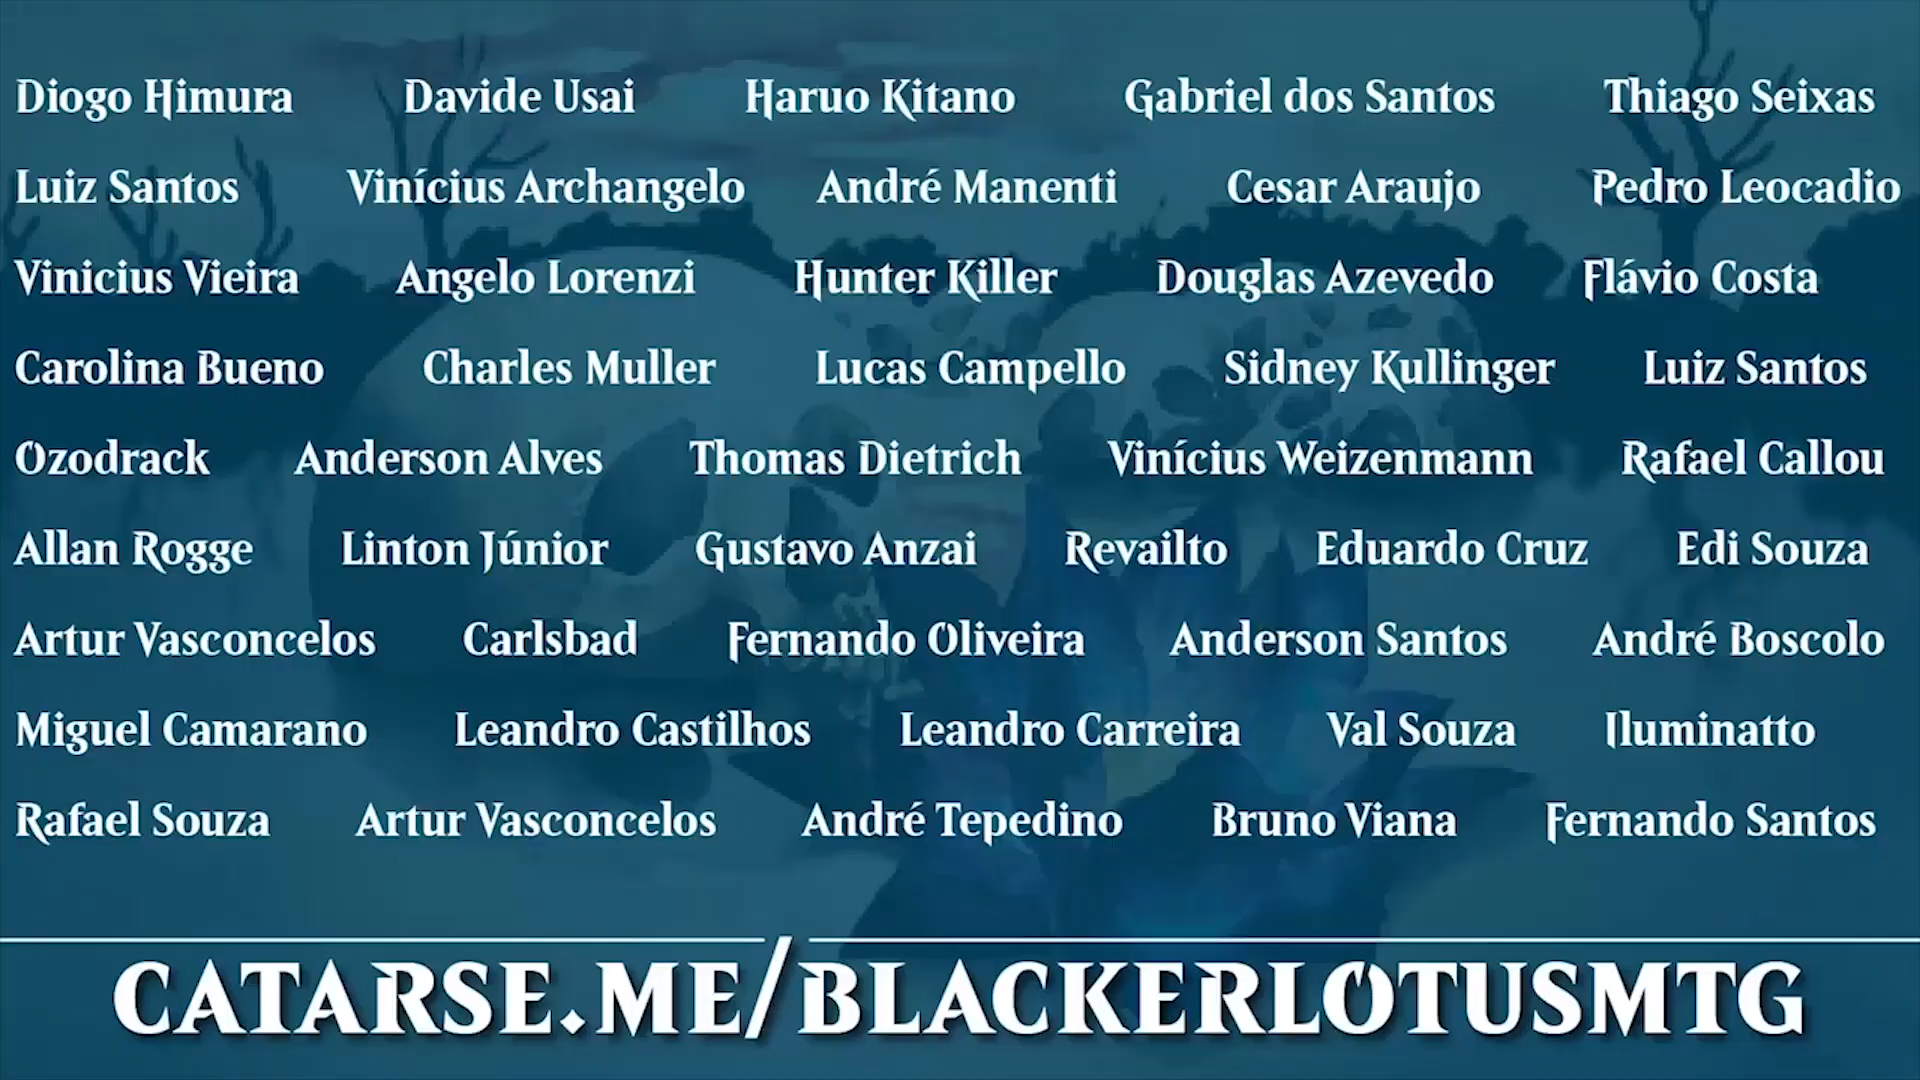 Diogo Himura Davide Usai Haruo Kitano Gabriel dos Santos Thiago Seixas
Luiz Santos Vinícius Archangelo André Manenti Cesar Araujo Pedro Leocadio
Vinicius Vieira Angelo Lorenzi Hunter Killer Douglas Azevedo Flávio Costa
Carolina Bueno Charles Muller Lucas Campello Sidney Kullinger Luiz Santos
Ozodrack Anderson Alves Thomas Dietrich Vinícius Weizenmann Rafael Callou
Allan Rogge Linton Júnior Gustavo Anzai Revailto Eduardo Cruz Edi Souza
Artur Vasconcelos Carlsbad Fernando Oliveira Anderson Santos André Boscolo
Miguel Camarano Leandro Castilhos Leandro Carreira Val Souza Iluminatto
Rafael Souza Artur Vasconcelos André Tepedino Bruno Viana Fernando Santos
CATARSE.ME/BLACKERLOTUSMTG